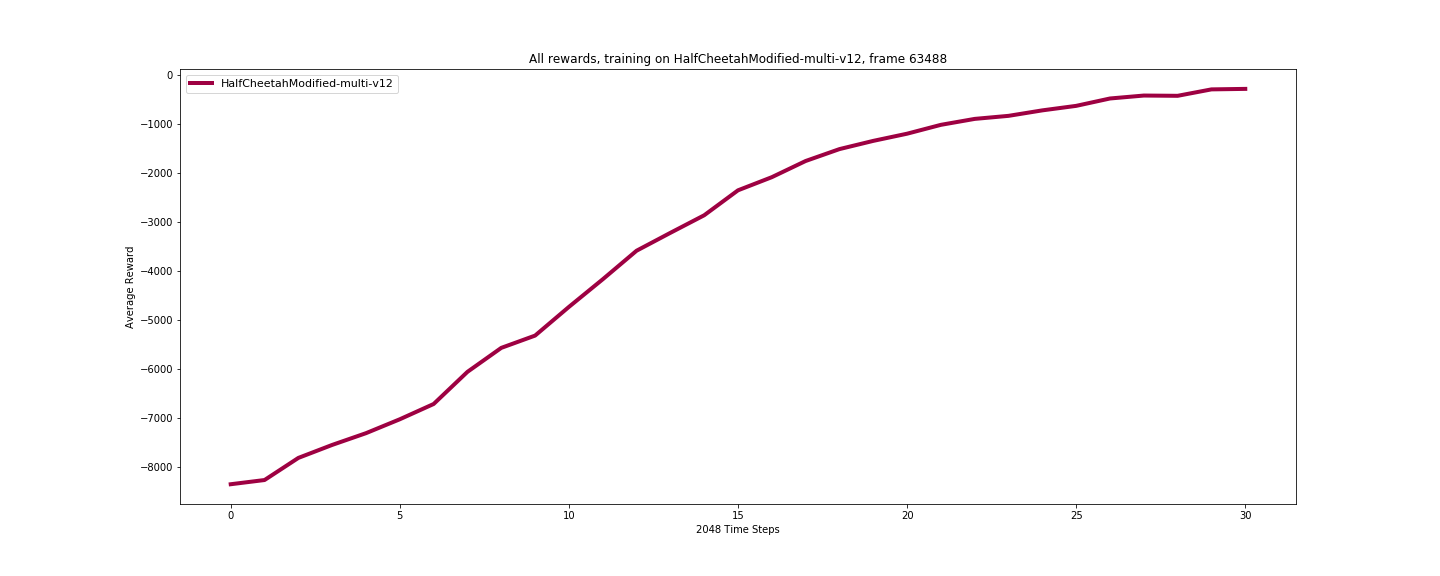 All rewards, training on HalfCheetahModified-multi-v12, frame 63488
HalfCheetahModified-multi-v12
Average Reward
0
−1000
−2000
−3000
−4000
−5000
−6000
−7000
−8000
0 5 10 15 20 25 30
2048 Time Steps